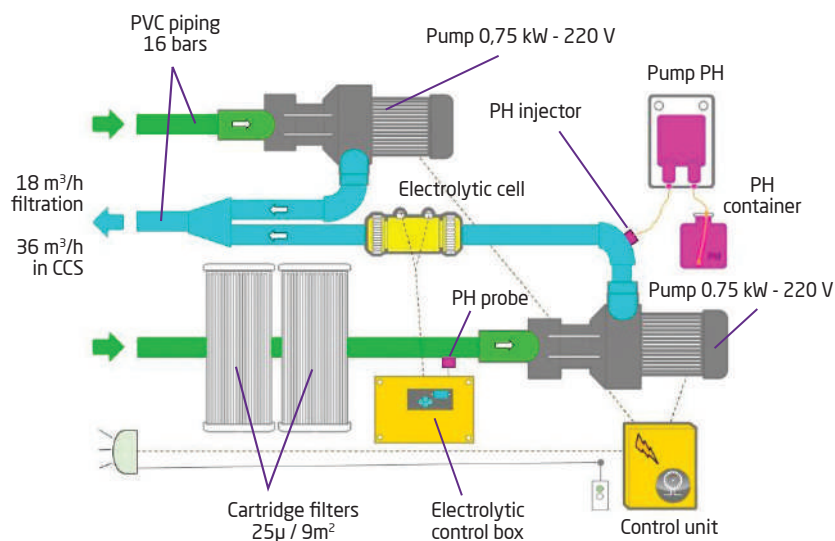 PVC piping
16 bars
Pump 0,75 kW - 220 V
Pump PH
PH injector
18 m³/h
filtration
Electrolytic cell
PH
container
36 m³/h
in CCS
PH
PH probe
Pump 0.75 kW - 220 V
Cartridge filters
25µ / 9m²
Electrolytic
control box
Control unit